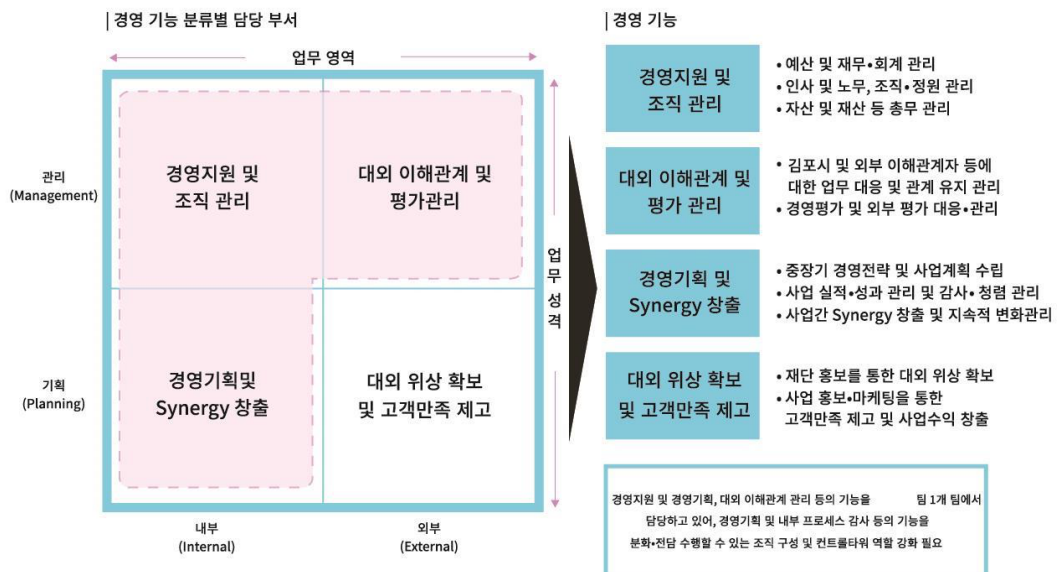 | 경영 기능 분류별 담당 부서
업무 영역
관리
(Management)
경영지원 및
조직 관리
대외 이해관계 및
평가관리
업무 성격
기획
(Planning)
경영기획및
Synergy 창출
대외 위상 확보
및 고객만족 제고
내부
(Internal)
외부
(External)
| 경영 기능
경영지원 및
조직 관리
• 예산 및 재무•회계 관리
• 인사 및 노무, 조직•정원 관리
• 자산 및 재산 등 총무 관리
대외 이해관계 및
평가 관리
• 김포시 및 외부 이해관계자 등에
대한 업무 대응 및 관계 유지 관리
• 경영평가 및 외부 평가 대응•관리
경영기획 및
Synergy 창출
• 중장기 경영전략 및 사업계획 수립
• 사업 실적•성과 관리 및 감사• 청렴 관리
• 사업간 Synergy 창출 및 지속적 변화관리
대외 위상 확보
및 고객만족 제고
• 재단 홍보를 통한 대외 위상 확보
• 사업 홍보•마케팅을 통한
고객만족 제고 및 사업수익 창출
경영지원 및 경영기획, 대외 이해관계 관리 등의 기능을 팀 1개 팀에서
담당하고 있어, 경영기획 및 내부 프로세스 감사 등의 기능을
분화•전담 수행할 수 있는 조직 구성 및 컨트롤타워 역할 강화 필요